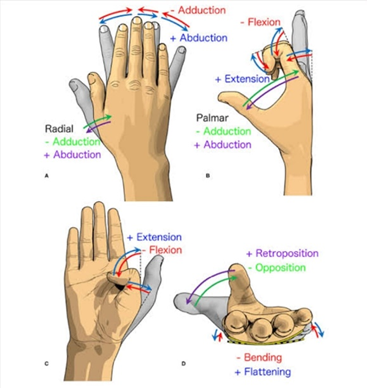 - Adduction
+ Abduction
Radial
- Adduction
+ Abduction
A
- Flexion
+ Extension
Palmar
- Adduction
+ Abduction
B
+ Extension
- Flexion
C
+ Retroposition
- Opposition
- Bending
+ Flattening
D